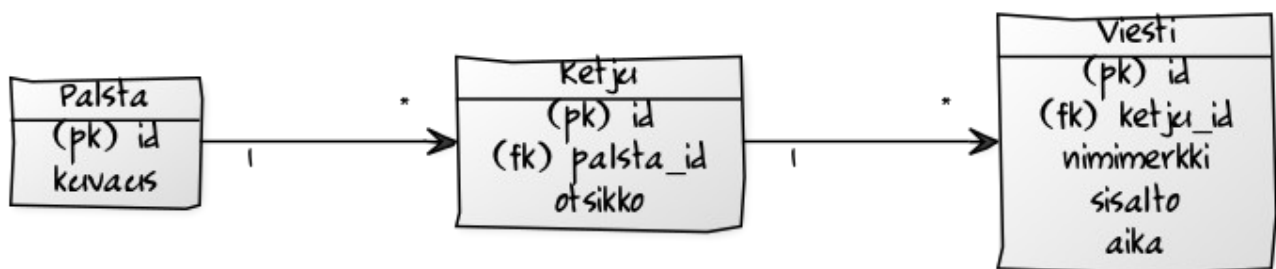 Palsta
(pk) id
kuvaus
1
*
Ketju
(pk) id
(fk) palsta_id
otsikko
1
*
Viesti
(pk) id
(fk) ketju_id
nimimerkki
sisalto
aika